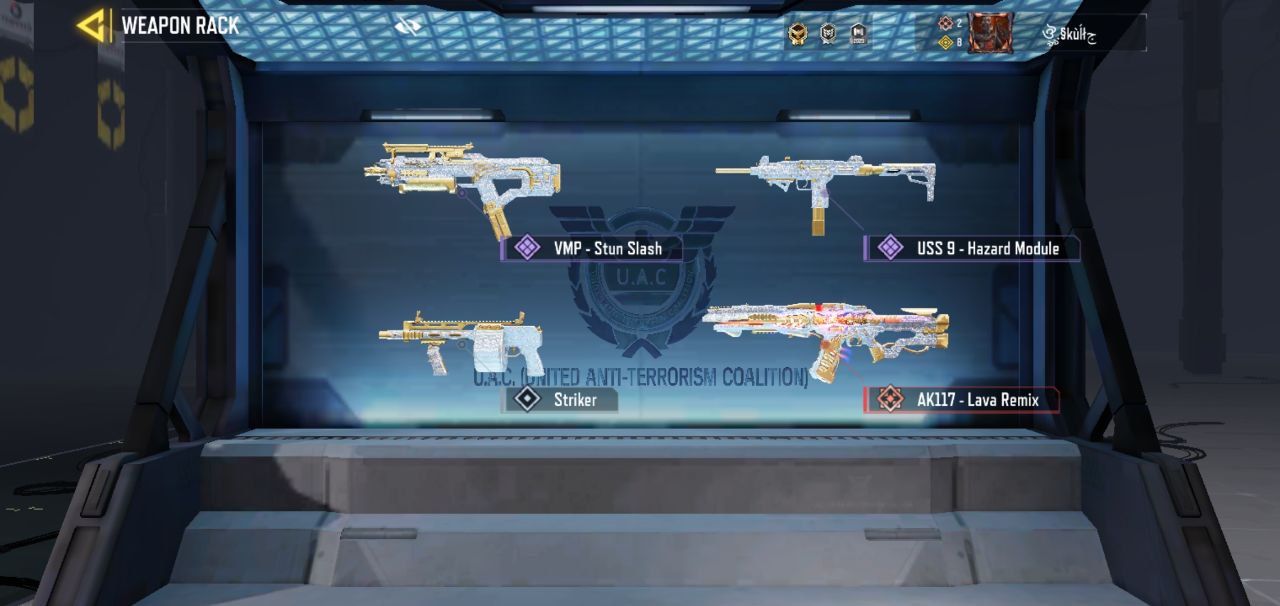 WEAPON RACK
2
8
VMP - Stun Slash
USS 9 - Hazard Module
U.A.C
U.A.C. (UNITED ANTI-TERRORISM COALITION)
Striker
AK117 - Lava Remix